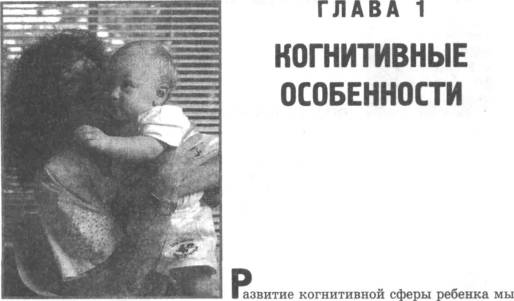 ГЛАВА 1
КОГНИТИВНЫЕ
ОСОБЕННОСТИ
Развитие когнитивной сферы ребенка мы